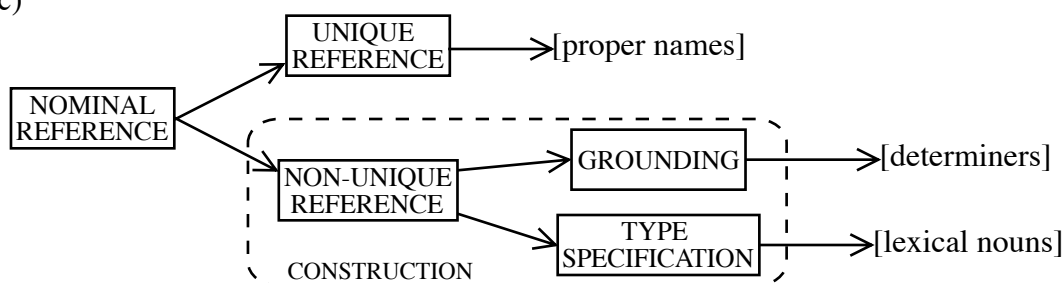 c)
UNIQUE
REFERENCE
[proper names]
NOMINAL
REFERENCE
NON-UNIQUE
REFERENCE
GROUNDING
[determiners]
TYPE
SPECIFICATION
[lexical nouns]
CONSTRUCTION